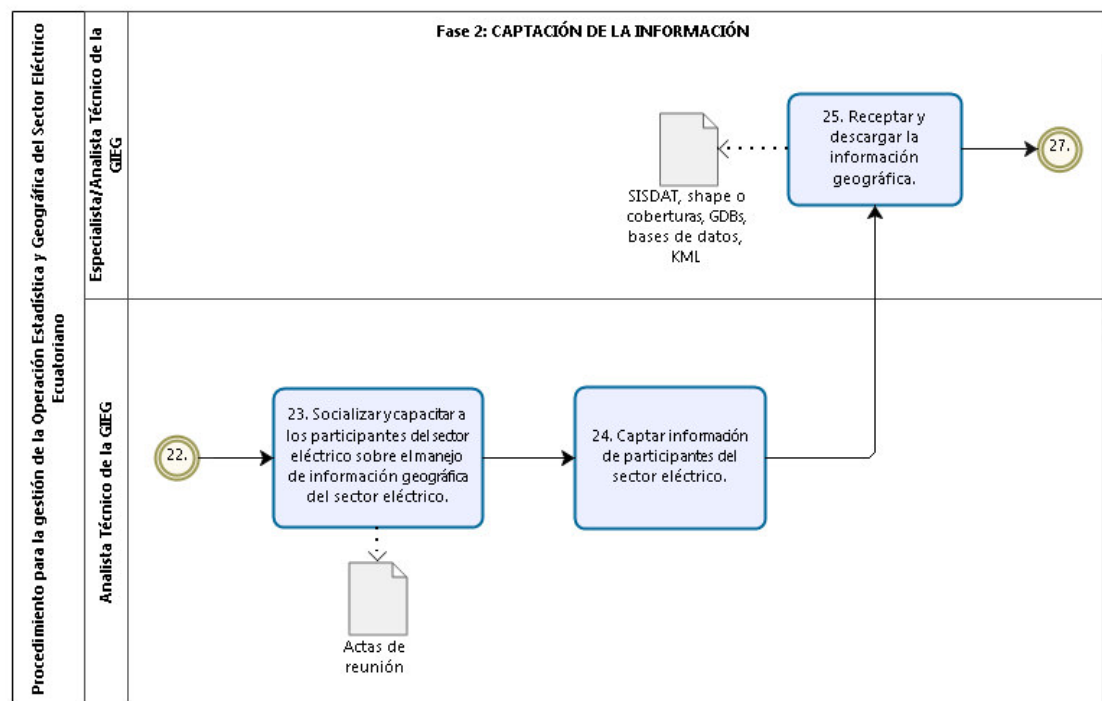 Procedimiento para la gestión de la Operación Estadística y Geográfica del Sector Eléctrico
Ecuatoriano
Fase 2: CAPTACIÓN DE LA INFORMACIÓN
Especialista/Analista Técnico de la
GIEG
25. Receptar y
descargar la
información
geográfica.
27.
SISDAT, shape o
coberturas, GDBs,
bases de datos,
KML
Analista Técnico de la GIEG
22.
23. Socializar y capacitar a
los participantes del sector
eléctrico sobre el manejo
de información geográfica
del sector eléctrico.
24. Captar información
de participantes del
sector eléctrico.
Actas de
reunión